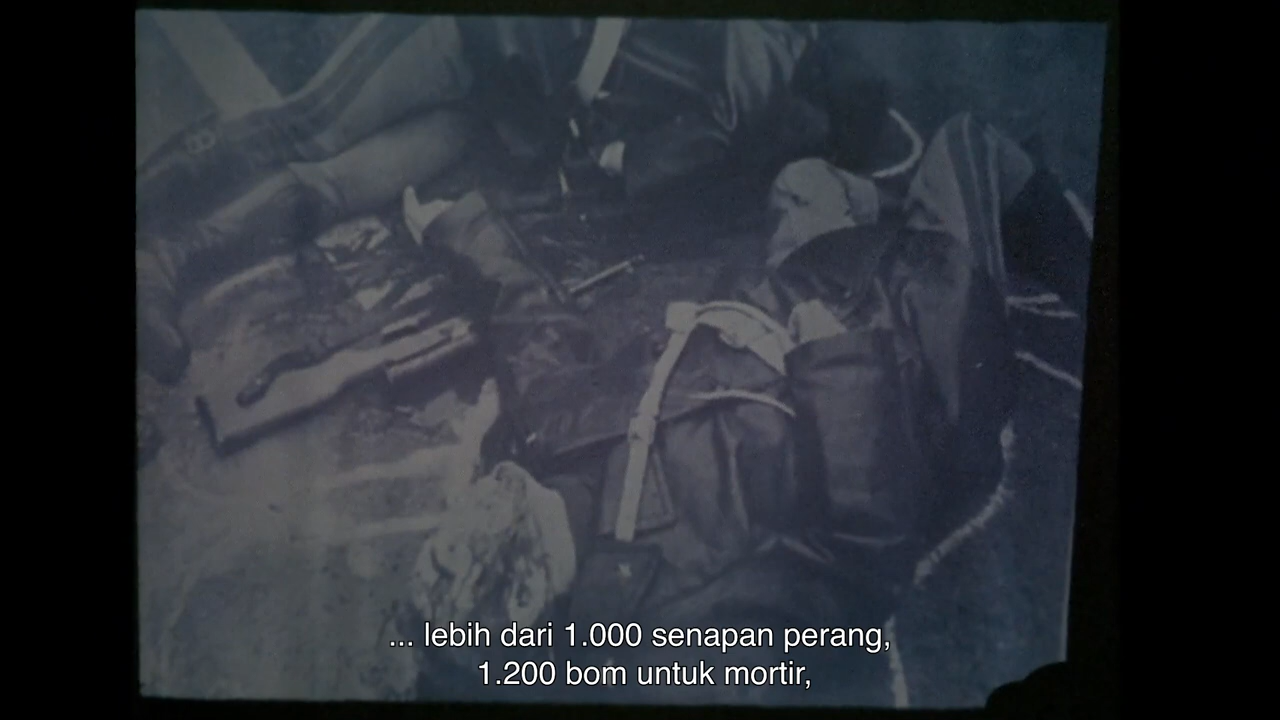 ... lebih dari 1.000 senapan perang,
1.200 bom untuk mortir,